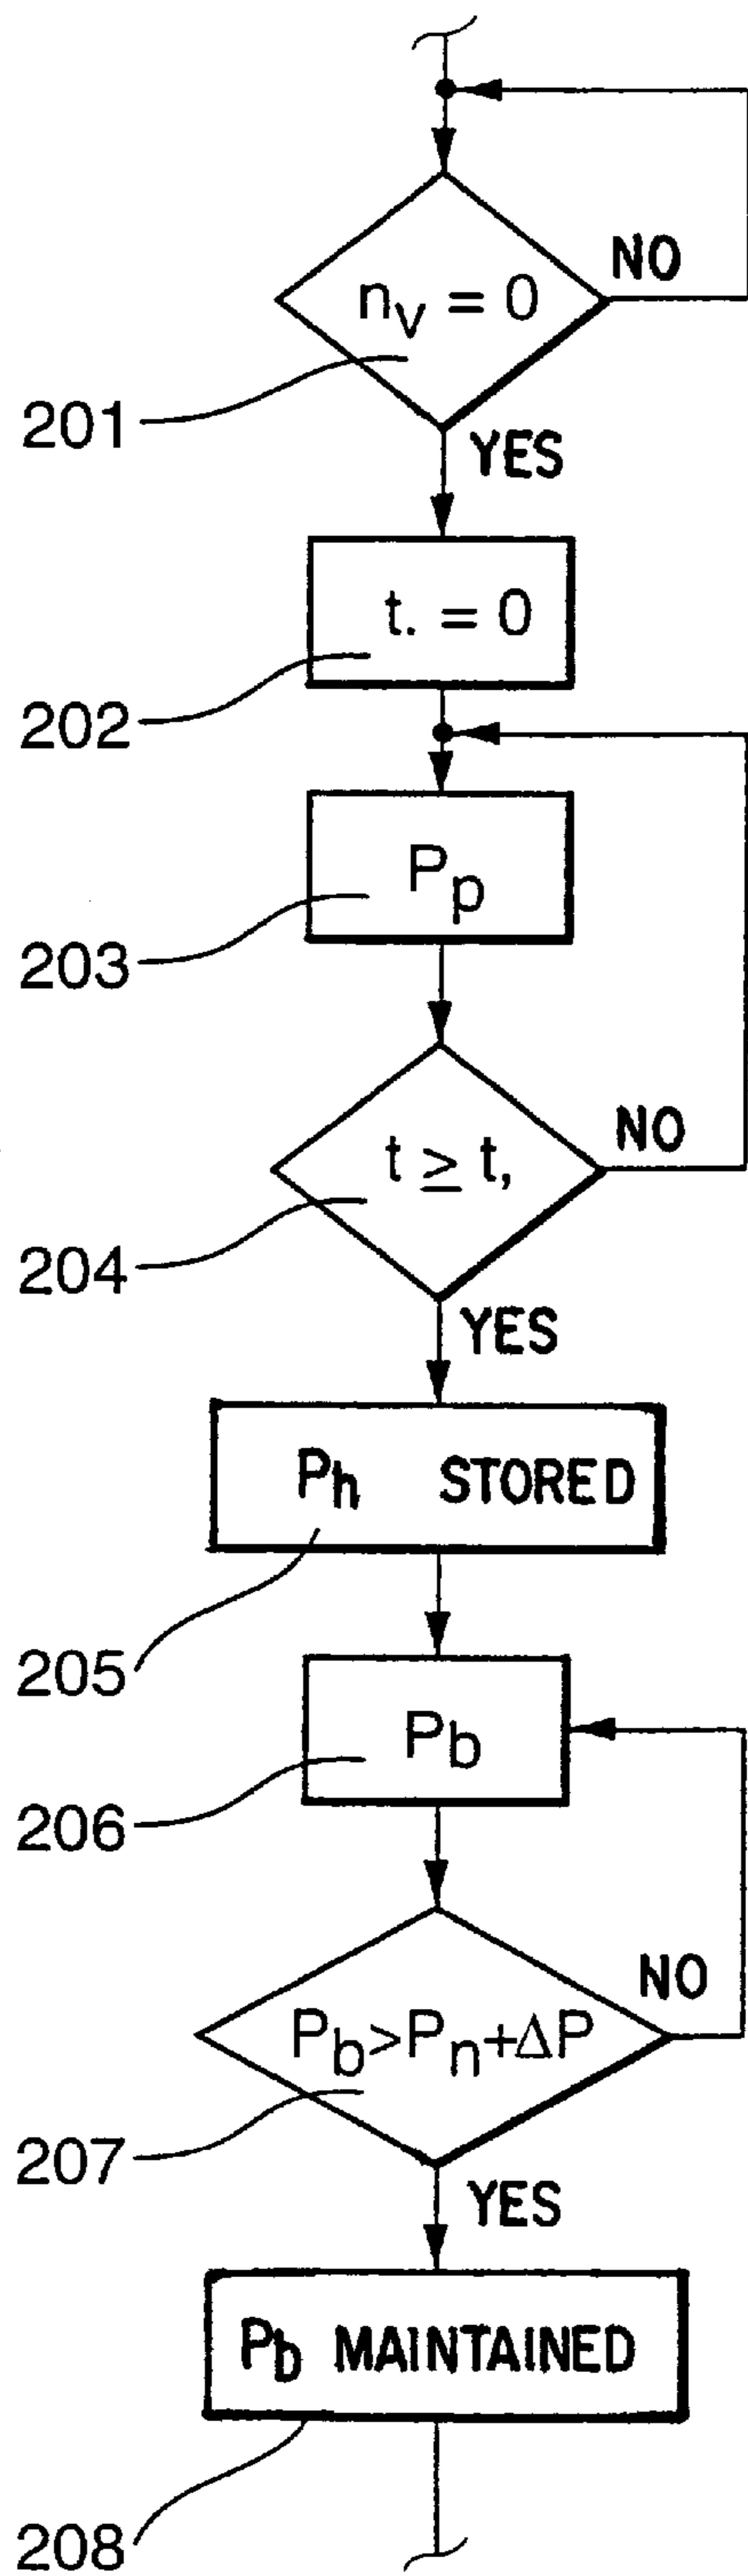 n_v = 0
NO
201
YES
t. = 0
202
P_p
203
t ≥ t,
NO
204
YES
P_h STORED
205
P_b
206
NO
P_b>P_n+ΔP
207
YES
P_b MAINTAINED
208